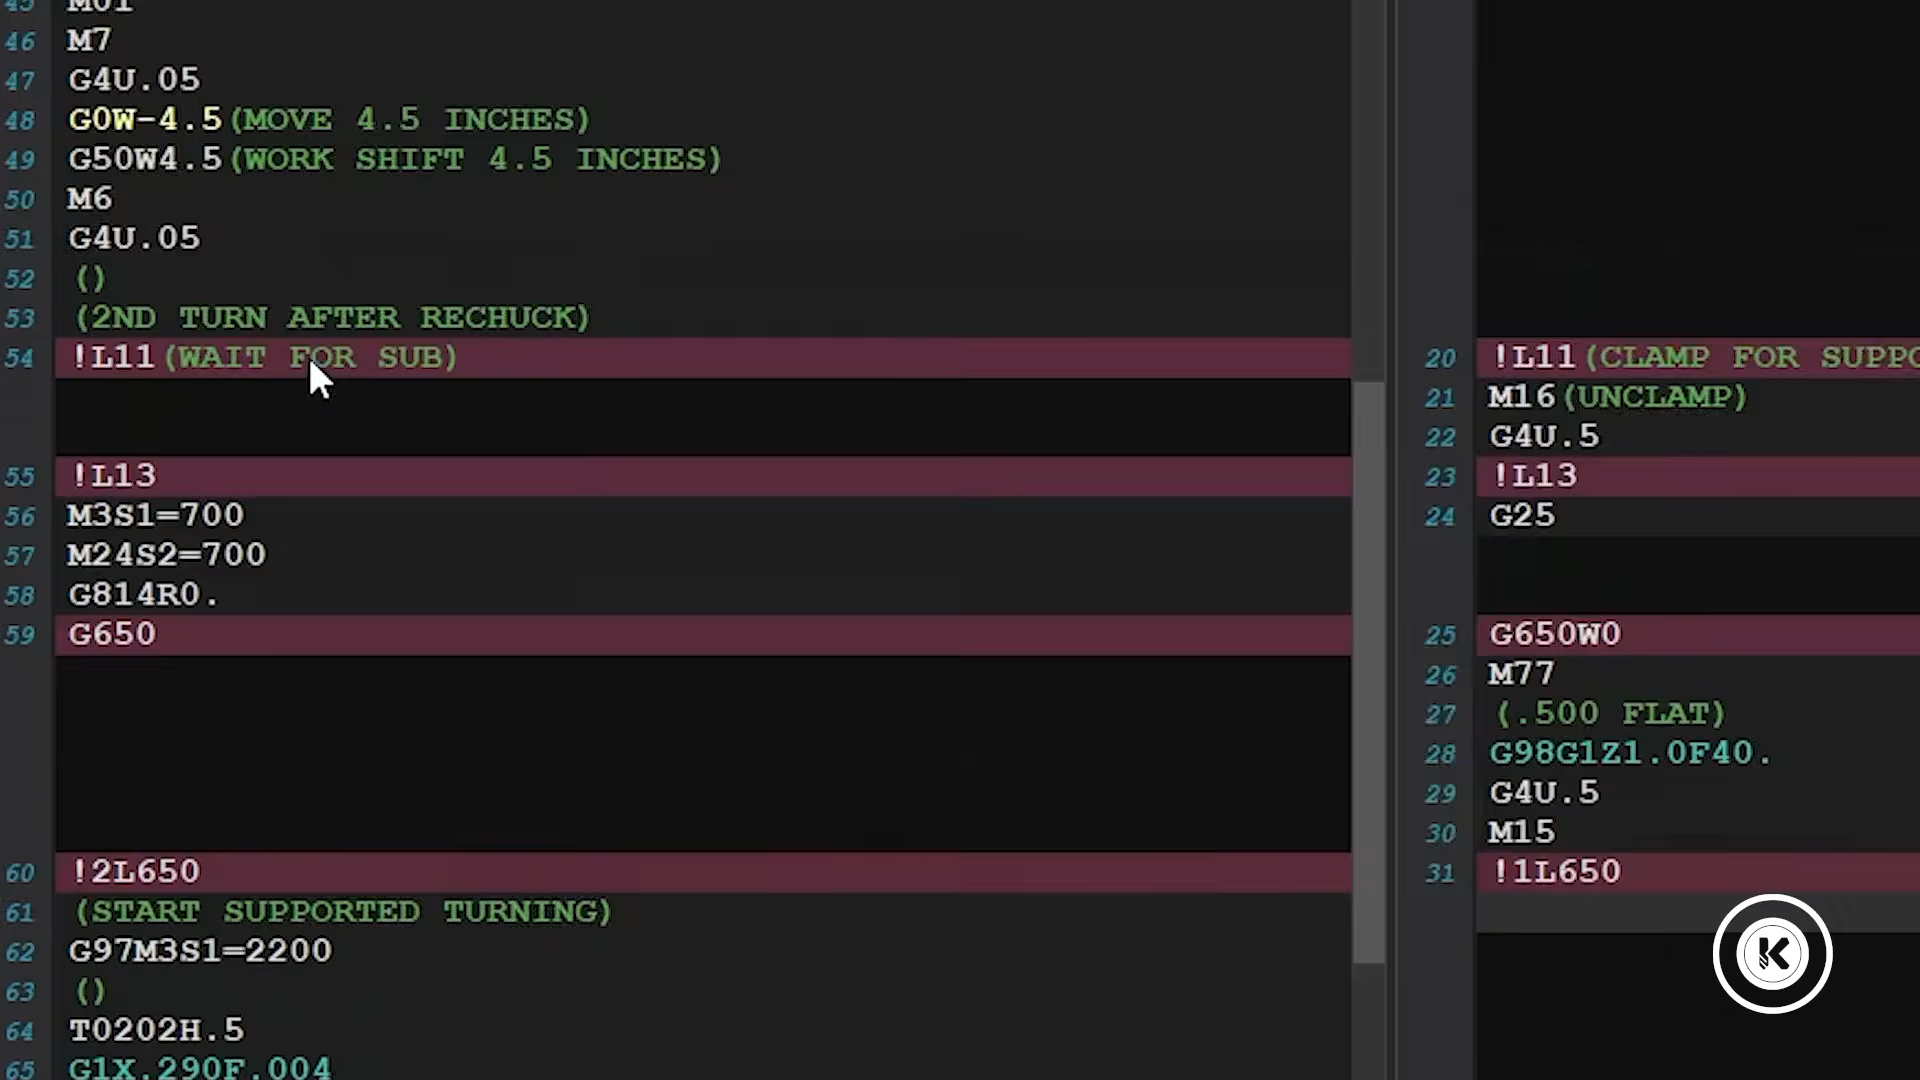 45 M01
46 M7
47 G4U.05
48 G0W-4.5(MOVE 4.5 INCHES)
49 G50W4.5(WORK SHIFT 4.5 INCHES)
50 M6
51 G4U.05
52 ()
53 (2ND TURN AFTER RECHUCK)
54 !L11(WAIT FOR SUB)
55 !L13
56 M3S1=700
57 M24S2=700
58 G814R0.
59 G650
60 !2L650
61 (START SUPPORTED TURNING)
62 G97M3S1=2200
63 ()
64 T0202H.5
65 G1X.290F.004
20 !L11(CLAMP FOR SUPPO
21 M16(UNCLAMP)
22 G4U.5
23 !L13
24 G25
25 G650W0
26 M77
27 (.500 FLAT)
28 G98G1Z1.0F40.
29 G4U.5
30 M15
31 !1L650
K